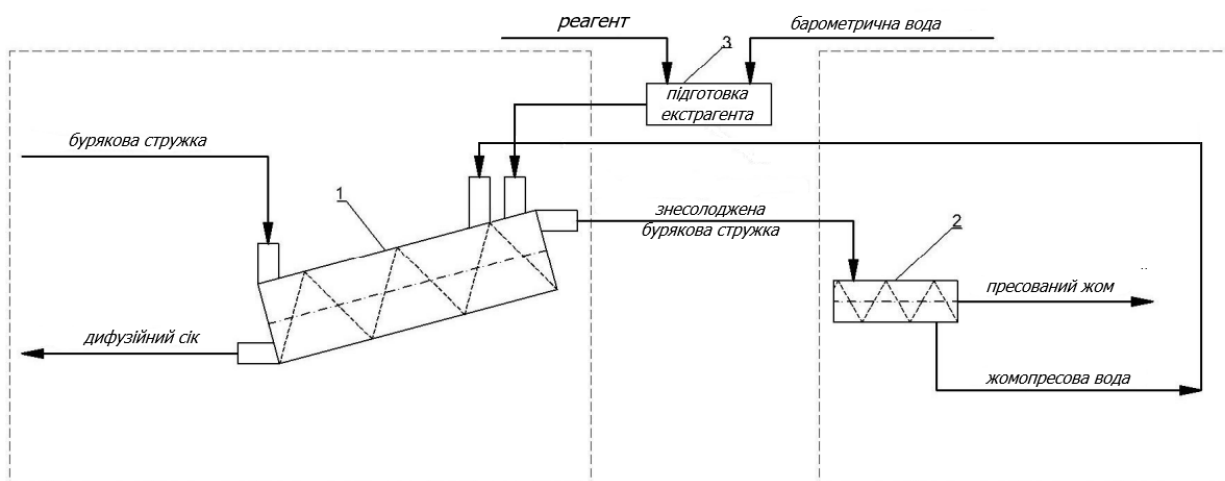 реагент
барометрична вода
3
підготовка
екстрагента
бурякова стружка
1
знесолоджена
бурякова стружка
2
пресований жом
дифузійний сік
жомопресова вода